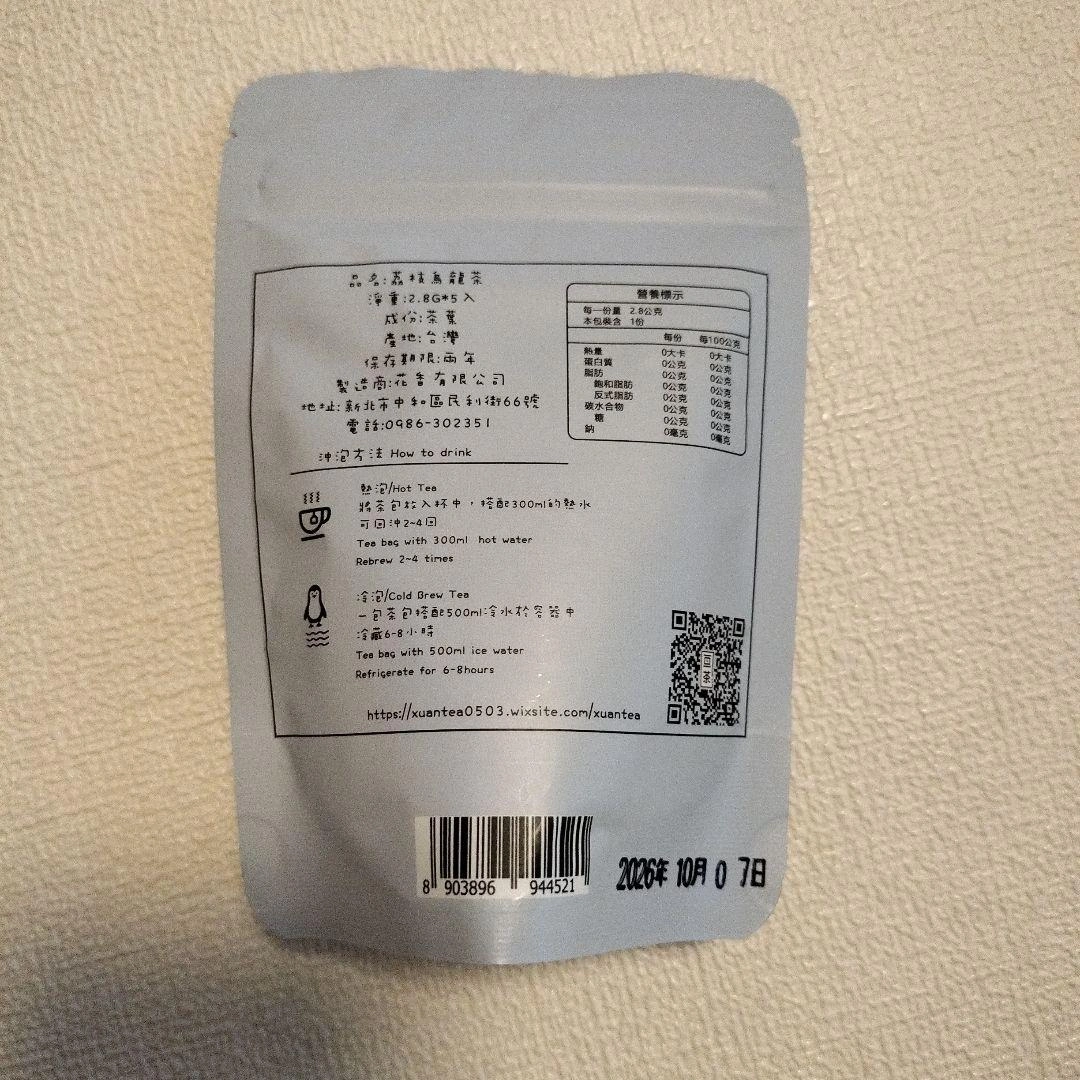 品名:荔枝烏龍茶
淨重:2.8G*5入
成份:茶葉
產地:台灣
保存期限:兩年
製造商:花香有限公司
地址:新北市中和區民利街66號
電話:0986-302351
營養標示
每一份量 2.8公克
本包裝含 1份
每份 每100公克
熱量 0大卡 0大卡
蛋白質 0公克 0公克
脂肪 0公克 0公克
飽和脂肪 0公克 0公克
反式脂肪 0公克 0公克
碳水合物 0公克 0公克
糖 0公克 0公克
鈉 0毫克 0毫克
沖泡方法 How to drink
熱泡/Hot Tea
將茶包放入杯中，搭配300ml的熱水
可回沖2~4回
Tea bag with 300ml hot water
Rebrew 2~4 times
冷泡/Cold Brew Tea
一包茶包搭配500ml冷水於容器中
冷藏6-8小時
Tea bag with 500ml ice water
Refrigerate for 6-8hours
https://xuantea0503.wixsite.com/xuantea
8 903896 944521
2026年 10月 0 7日